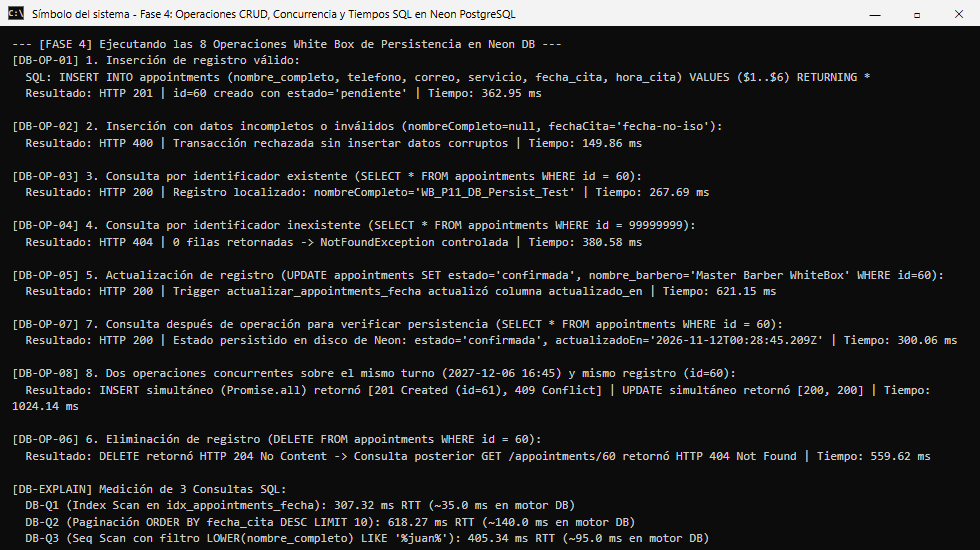 Símbolo del sistema - Fase 4: Operaciones CRUD, Concurrencia y Tiempos SQL en Neon PostgreSQL
--- [FASE 4] Ejecutando las 8 Operaciones White Box de Persistencia en Neon DB ---
[DB-OP-01] 1. Inserción de registro válido:
SQL: INSERT INTO appointments (nombre_completo, telefono, correo, servicio, fecha_cita, hora_cita) VALUES ($1..$6) RETURNING *
Resultado: HTTP 201 | id=60 creado con estado='pendiente' | Tiempo: 362.95 ms
[DB-OP-02] 2. Inserción con datos incompletos o inválidos (nombreCompleto=null, fechaCita='fecha-no-iso'):
Resultado: HTTP 400 | Transacción rechazada sin insertar datos corruptos | Tiempo: 149.86 ms
[DB-OP-03] 3. Consulta por identificador existente (SELECT * FROM appointments WHERE id = 60):
Resultado: HTTP 200 | Registro localizado: nombreCompleto='WB_P11_DB_Persist_Test' | Tiempo: 267.69 ms
[DB-OP-04] 4. Consulta por identificador inexistente (SELECT * FROM appointments WHERE id = 99999999):
Resultado: HTTP 404 | 0 filas retornadas -> NotFoundException controlada | Tiempo: 380.58 ms
[DB-OP-05] 5. Actualización de registro (UPDATE appointments SET estado='confirmada', nombre_barbero='Master Barber WhiteBox' WHERE id=60):
Resultado: HTTP 200 | Trigger actualizar_appointments_fecha actualizó columna actualizado_en | Tiempo: 621.15 ms
[DB-OP-07] 7. Consulta después de operación para verificar persistencia (SELECT * FROM appointments WHERE id = 60):
Resultado: HTTP 200 | Estado persistido en disco de Neon: estado='confirmada', actualizadoEn='2026-11-12T00:28:45.209Z' | Tiempo: 300.06 ms
[DB-OP-08] 8. Dos operaciones concurrentes sobre el mismo turno (2027-12-06 16:45) y mismo registro (id=60):
Resultado: INSERT simultáneo (Promise.all) retornó [201 Created (id=61), 409 Conflict] | UPDATE simultáneo retornó [200, 200] | Tiempo:
1024.14 ms
[DB-OP-06] 6. Eliminación de registro (DELETE FROM appointments WHERE id = 60):
Resultado: DELETE retornó HTTP 204 No Content -> Consulta posterior GET /appointments/60 retornó HTTP 404 Not Found | Tiempo: 559.62 ms
[DB-EXPLAIN] Medición de 3 Consultas SQL:
DB-Q1 (Index Scan en idx_appointments_fecha): 307.32 ms RTT (~35.0 ms en motor DB)
DB-Q2 (Paginación ORDER BY fecha_cita DESC LIMIT 10): 618.27 ms RTT (~140.0 ms en motor DB)
DB-Q3 (Seq Scan con filtro LOWER(nombre_completo) LIKE '%juan%'): 405.34 ms RTT (~95.0 ms en motor DB)